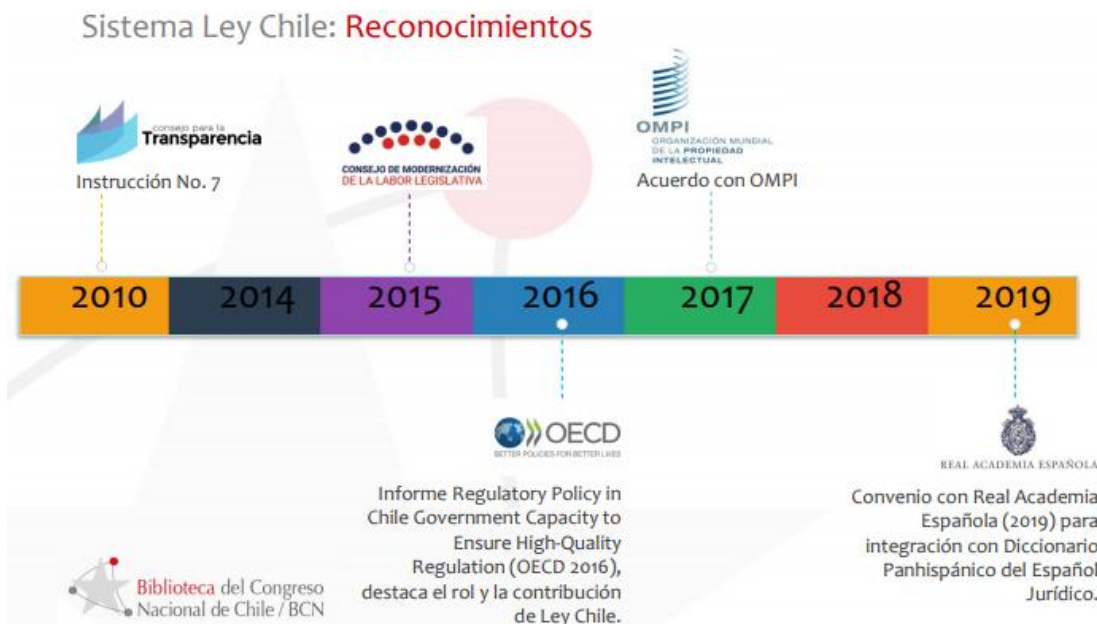 Sistema Ley Chile: Reconocimientos
consejo para la
Transparencia
Instrucción No. 7
CONSEJO DE MODERNIZACIÓN
DE LA LABOR LEGISLATIVA
OMPI
ORGANIZACIÓN MUNDIAL
DE LA PROPIEDAD
INTELECTUAL
Acuerdo con OMPI
2010 2014 2015 2016 2017 2018 2019
OECD
BETTER POLICIES FOR BETTER LIVES
Informe Regulatory Policy in
Chile Government Capacity to
Ensure High-Quality
Regulation (OECD 2016),
destaca el rol y la contribución
de Ley Chile.
REAL ACADEMIA ESPAÑOLA
Convenio con Real Academia
Española (2019) para
integración con Diccionario
Panhispánico del Español
Jurídico.
Biblioteca del Congreso
Nacional de Chile / BCN